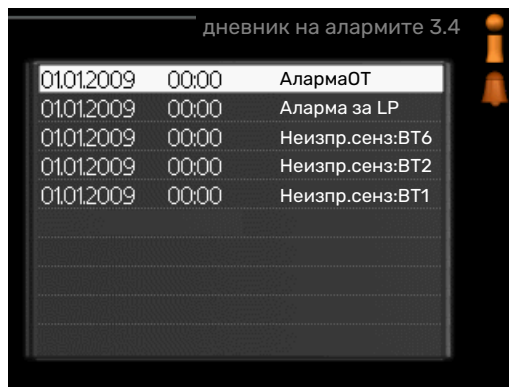 дневник на алармите 3.4
01.01.2009 00:00 АлармаОТ
01.01.2009 00:00 Аларма за LP
01.01.2009 00:00 Неизпр.сенз:BT6
01.01.2009 00:00 Неизпр.сенз:BT2
01.01.2009 00:00 Неизпр.сенз:BT1